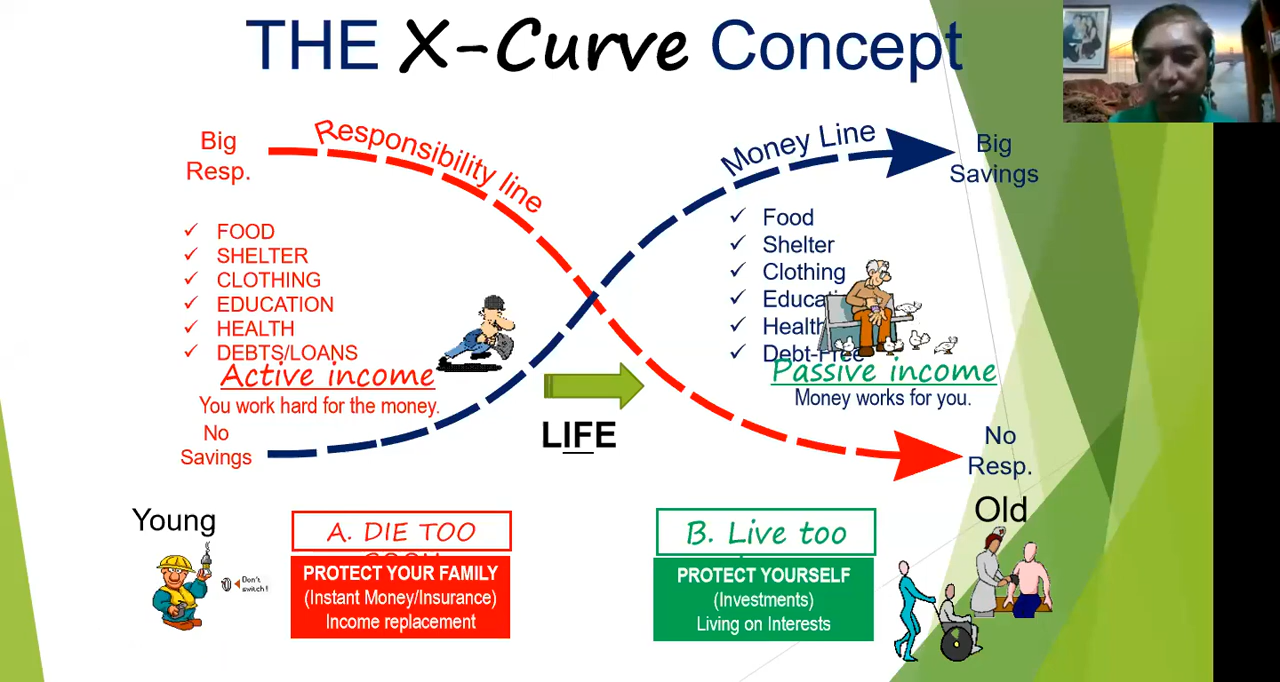 THE X-Curve Concept
Big
Resp.
Responsibility line
Money Line
Big
Savings
✓ FOOD
✓ SHELTER
✓ CLOTHING
✓ EDUCATION
✓ HEALTH
✓ DEBTS/LOANS
Active income
You work hard for the money.
No
Savings
✓ Food
✓ Shelter
✓ Clothing
✓ Educati
✓ Health
✓ Debt-Free
Passive income
Money works for you.
No
Resp.
LIFE
Young
Don't
switch!
A. DIE TOO
PROTECT YOUR FAMILY
(Instant Money/Insurance)
Income replacement
B. Live too
PROTECT YOURSELF
(Investments)
Living on Interests
Old